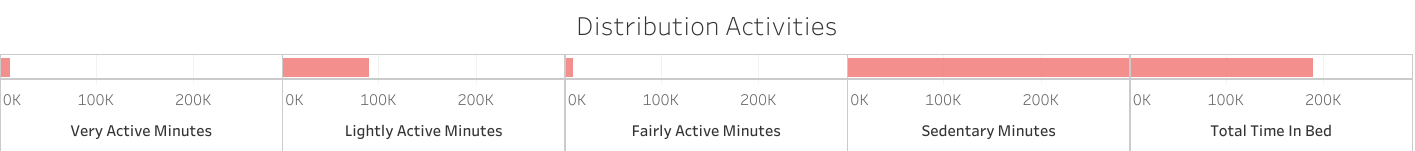 Distribution Activities
0K 100K 200K 0K 100K 200K 0K 100K 200K 0K 100K 200K 0K 100K 200K
Very Active Minutes Lightly Active Minutes Fairly Active Minutes Sedentary Minutes Total Time In Bed